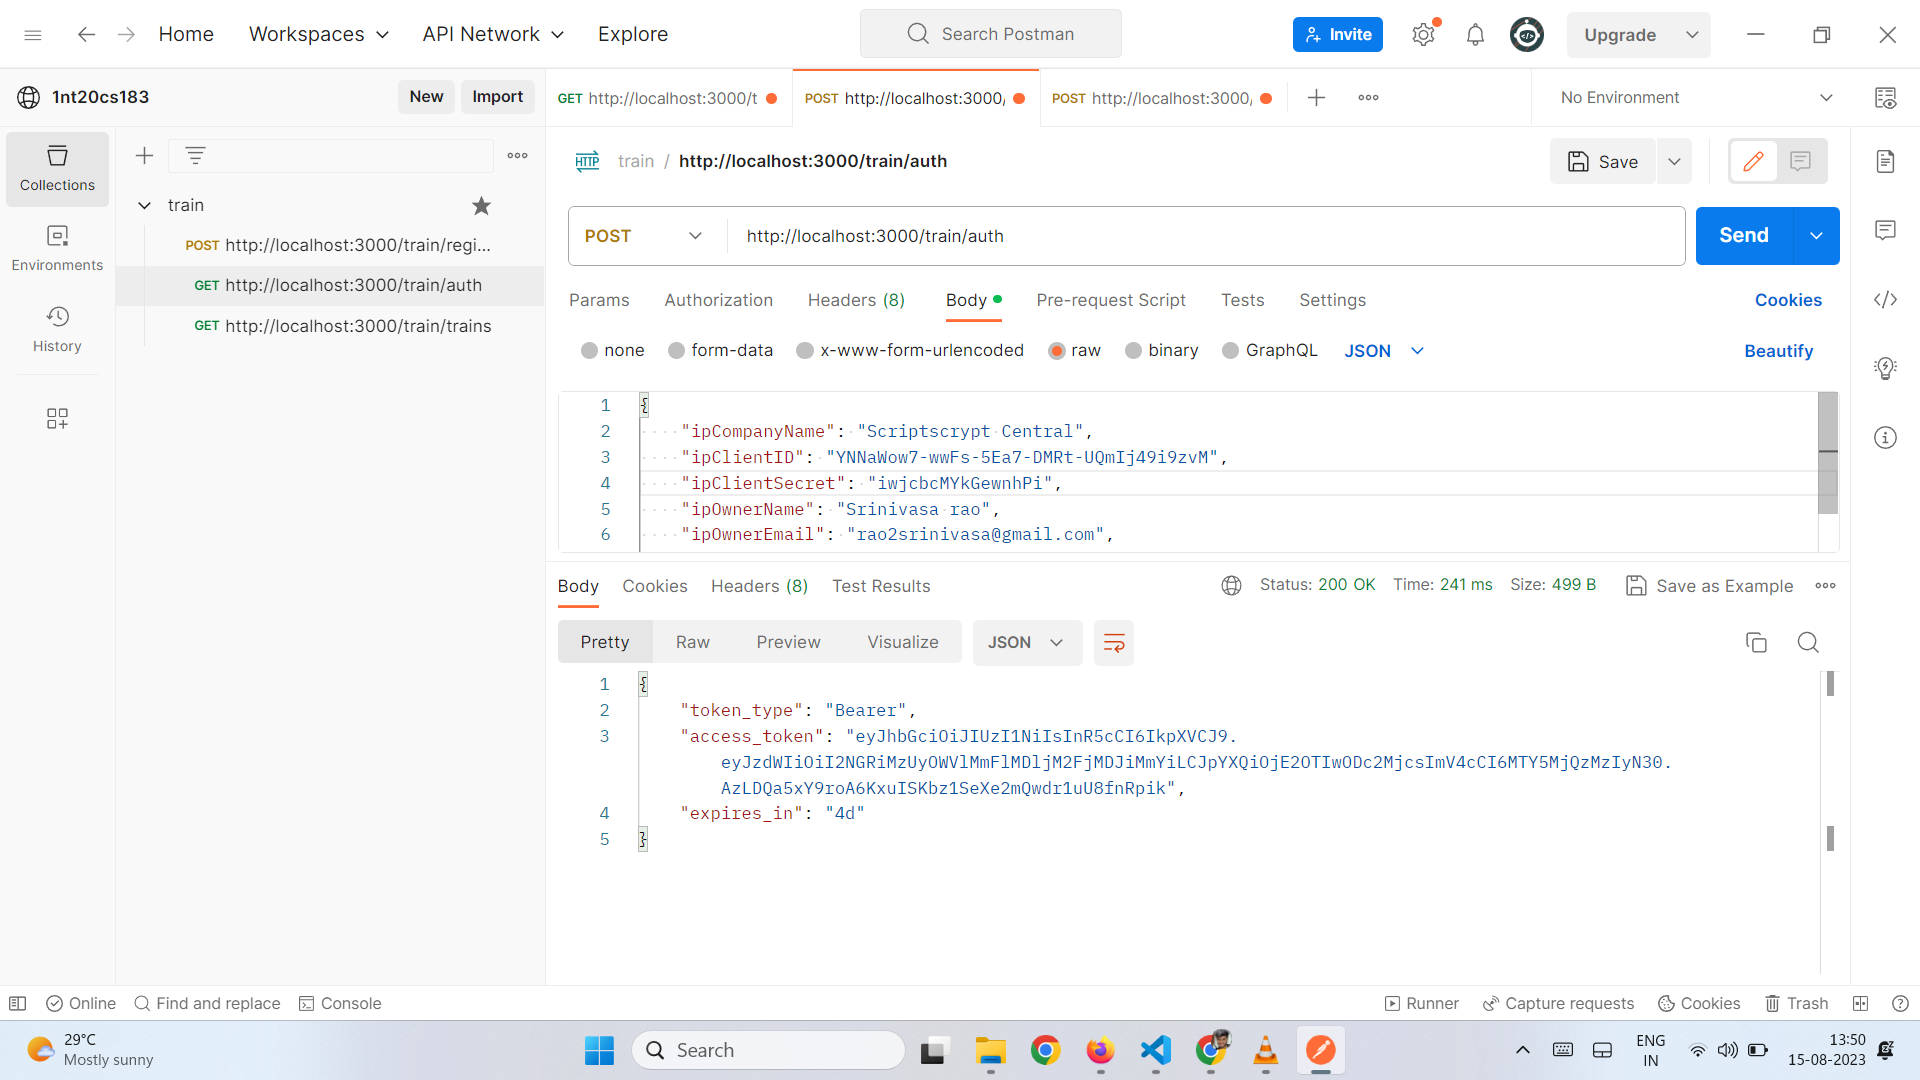 Home
Workspaces
API Network
Explore
Search Postman
Invite
Upgrade
1nt20cs183
New
Import
GET http://localhost:3000/t
POST http://localhost:3000/
POST http://localhost:3000/
No Environment
Collections
Environments
History
train
POST http://localhost:3000/train/regi...
GET http://localhost:3000/train/auth
GET http://localhost:3000/train/trains
HTTP train / http://localhost:3000/train/auth
Save
POST http://localhost:3000/train/auth
Send
Params Authorization Headers (8) Body Pre-request Script Tests Settings Cookies
none form-data x-www-form-urlencoded raw binary GraphQL JSON Beautify
1 {
2 "ipCompanyName": "Scriptscrypt Central",
3 "ipClientID": "YNNaWow7-wwFs-5Ea7-DMRt-UQmIj49i9zvM",
4 "ipClientSecret": "iwjcbcMYkGewnhPi",
5 "ipOwnerName": "Srinivasa rao",
6 "ipOwnerEmail": "rao2srinivasa@gmail.com",
Body Cookies Headers (8) Test Results Status: 200 OK Time: 241 ms Size: 499 B Save as Example
Pretty Raw Preview Visualize JSON
1 {
2 "token_type": "Bearer",
3 "access_token": "eyJhbGciOiJIUzI1NiIsInR5cCI6IkpXVCJ9.
eyJzdWIiOiI2NGRiMzUyOWVlMmFlMDljM2FjMDJiMmYiLCJpYXQiOjE2OTIwODc2MjcsImV4cCI6MTY5MjQzMzIyN30.
AzLDQa5xY9roA6KxuISKbz1SeXe2mQwdr1uU8fnRpik",
4 "expires_in": "4d"
5 }
Online Find and replace Console Runner Capture requests Cookies Trash
29°C
Mostly sunny
Search
ENG
IN
13:50
15-08-2023